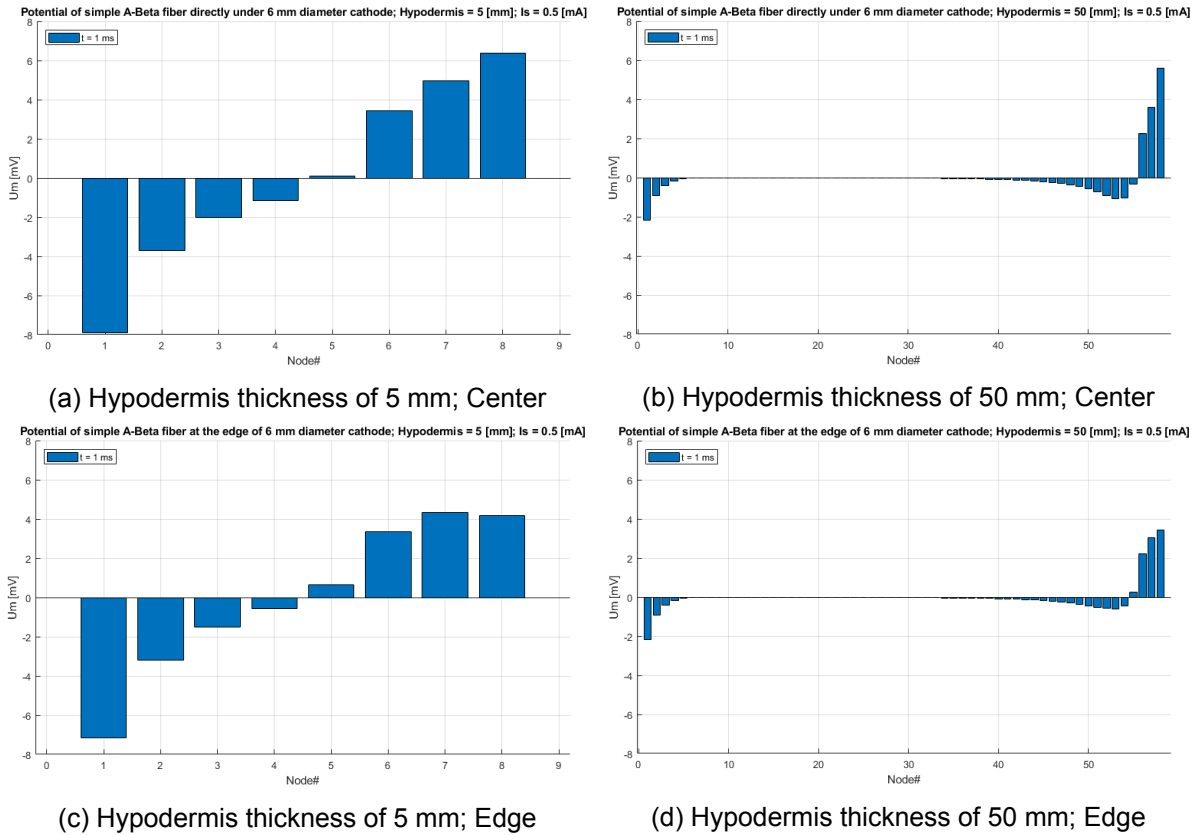 Potential of simple A-Beta fiber directly under 6 mm diameter cathode; Hypodermis = 5 [mm]; Is = 0.5 [mA]
t = 1 ms
8
6
4
2
0
-2
-4
-6
-8
Um [mV]
0 1 2 3 4 5 6 7 8 9
Node#
(a) Hypodermis thickness of 5 mm; Center
Potential of simple A-Beta fiber directly under 6 mm diameter cathode; Hypodermis = 50 [mm]; Is = 0.5 [mA]
t = 1 ms
8
6
4
2
0
-2
-4
-6
-8
Um [mV]
0 10 20 30 40 50
Node#
(b) Hypodermis thickness of 50 mm; Center
Potential of simple A-Beta fiber at the edge of 6 mm diameter cathode; Hypodermis = 5 [mm]; Is = 0.5 [mA]
t = 1 ms
8
6
4
2
0
-2
-4
-6
-8
Um [mV]
0 1 2 3 4 5 6 7 8 9
Node#
(c) Hypodermis thickness of 5 mm; Edge
Potential of simple A-Beta fiber at the edge of 6 mm diameter cathode; Hypodermis = 50 [mm]; Is = 0.5 [mA]
t = 1 ms
8
6
4
2
0
-2
-4
-6
-8
Um [mV]
0 10 20 30 40 50
Node#
(d) Hypodermis thickness of 50 mm; Edge